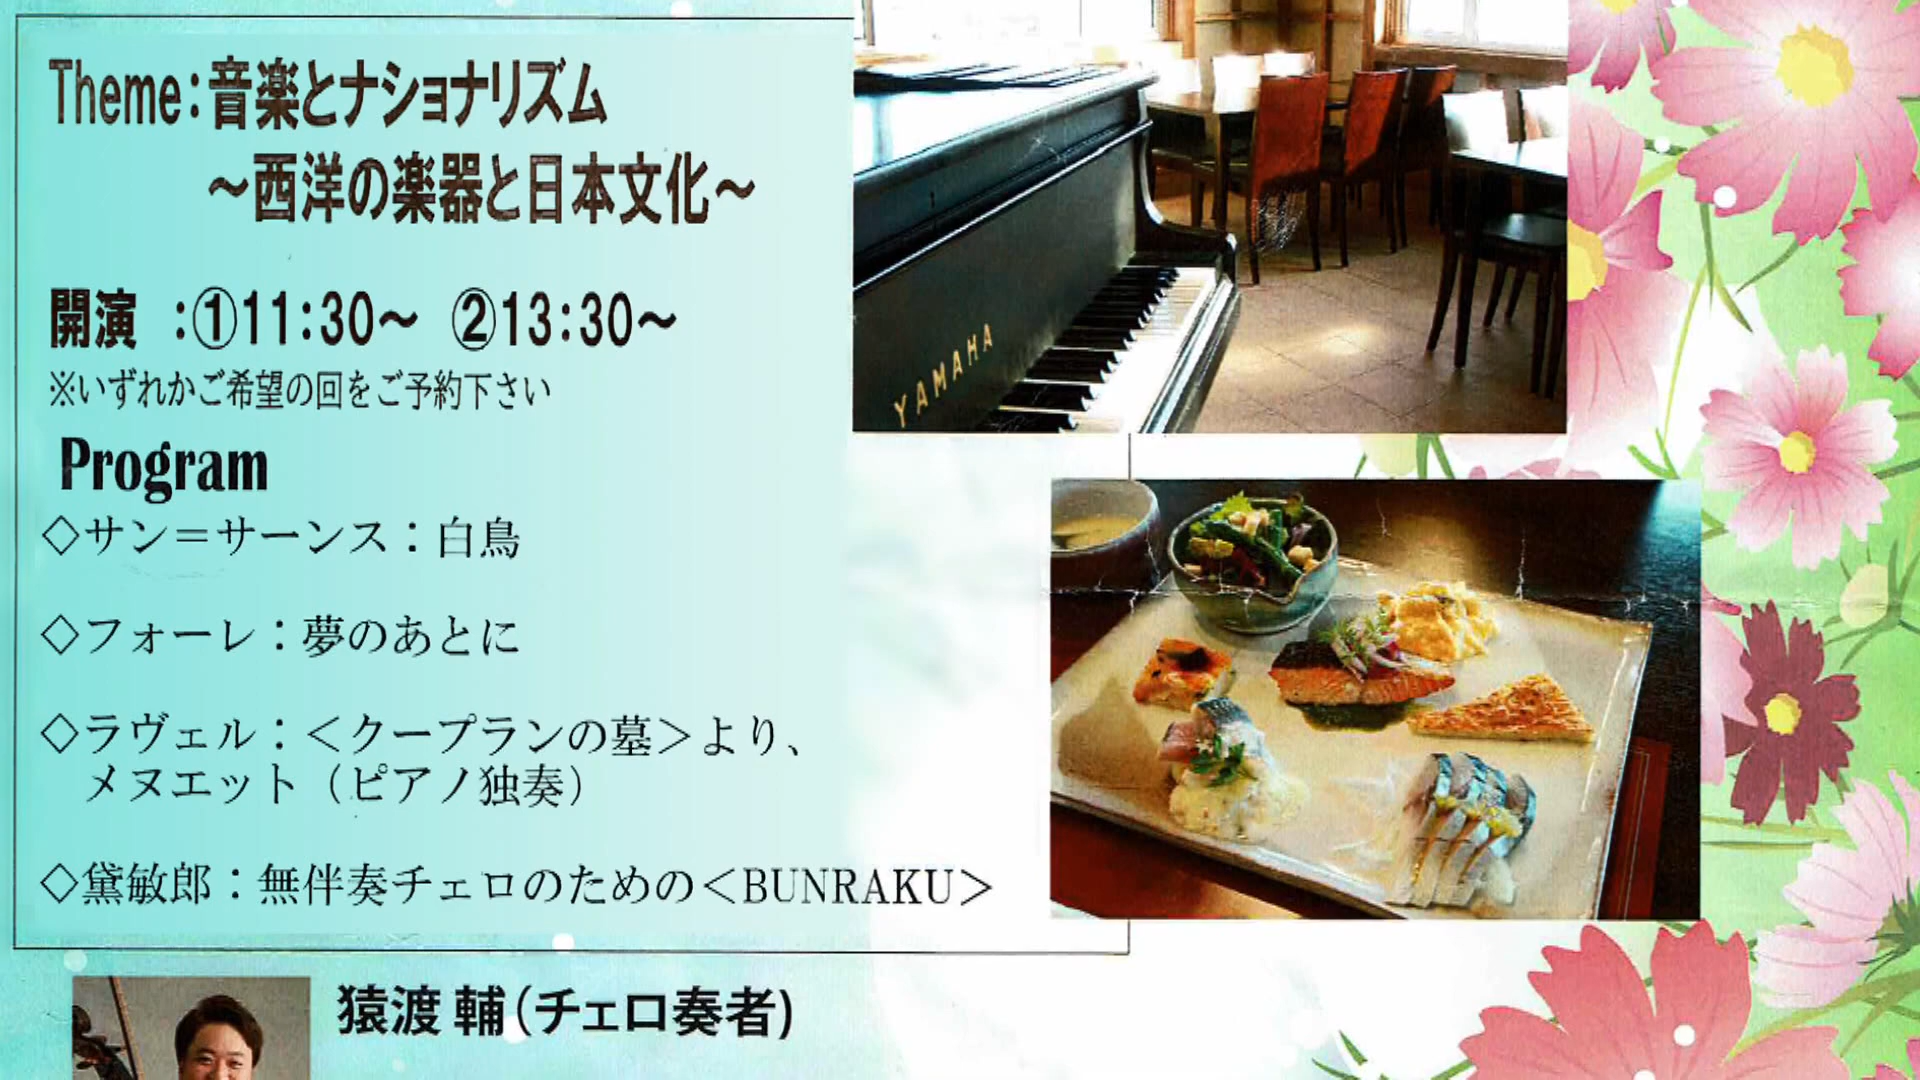 Theme:音楽とナショナリズム
～西洋の楽器と日本文化～
開演 :①11:30～ ②13:30～
※いずれかご希望の回をご予約下さい
Program
◇サン＝サーンス：白鳥
◇フォーレ：夢のあとに
◇ラヴェル：＜クープランの墓＞より、
メヌエット（ピアノ独奏）
◇黛敏郎：無伴奏チェロのための＜BUNRAKU＞
猿渡 輔(チェロ奏者)
YAMAHA